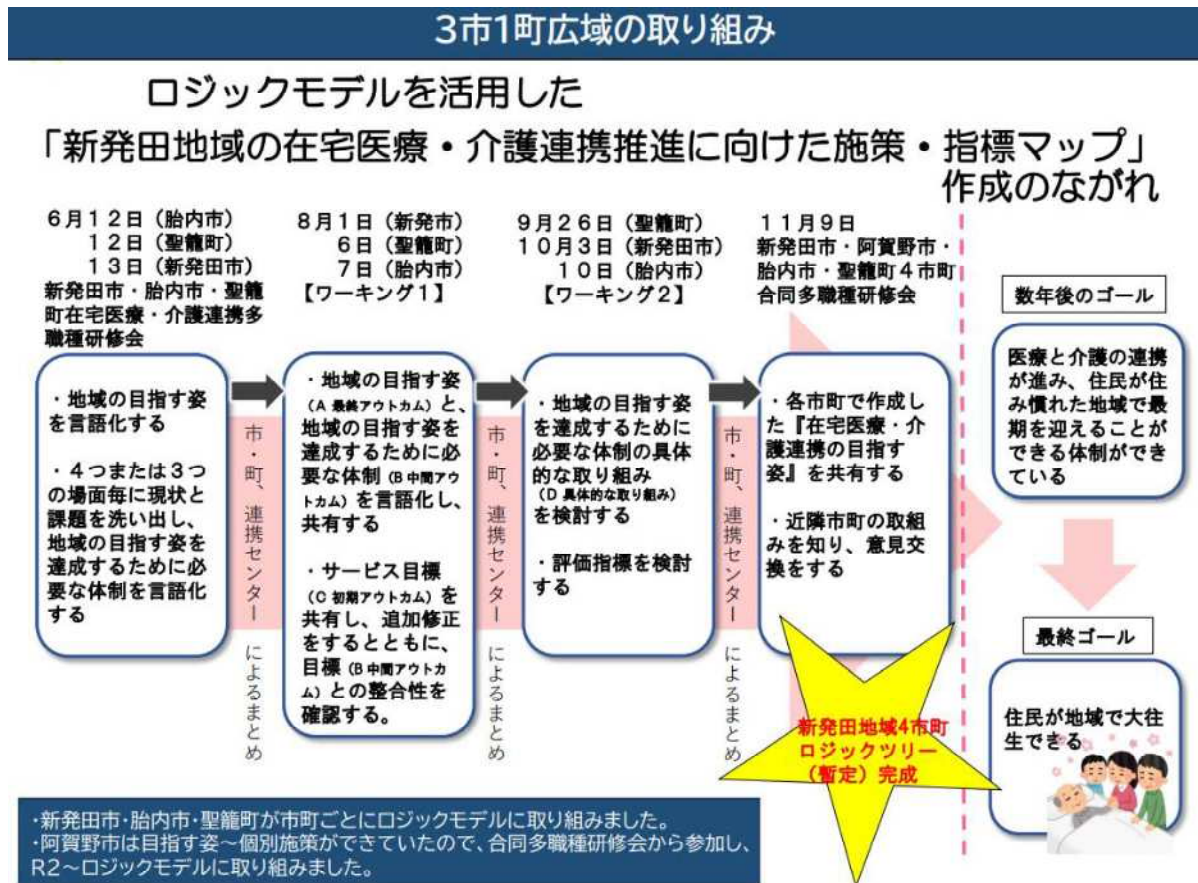 3市1町広域の取り組み
ロジックモデルを活用した
「新発田地域の在宅医療・介護連携推進に向けた施策・指標マップ」
作成のながれ
6月12日（胎内市）
12日（聖籠町）
13日（新発田市）
新発田市・胎内市・聖籠
町在宅医療・介護連携多
職種研修会
・地域の目指す姿
を言語化する
・４つまたは３つ
の場面毎に現状と
課題を洗い出し、
地域の目指す姿を
達成するために必
要な体制を言語化
する
市・町、連携センターによるまとめ
8月1日（新発市）
6日（聖籠町）
7日（胎内市）
【ワーキング1】
・地域の目指す姿
（A 最終アウトカム）と、
地域の目指す姿を
達成するために必
要な体制（B 中間アウ
トカム）を言語化し、
共有する
・サービス目標
（C 初期アウトカム）を
共有し、追加修正
をするとともに、
目標（B 中間アウトカ
ム）との整合性を
確認する。
市・町、連携センターによるまとめ
9月26日（聖籠町）
10月3日（新発田市）
10日（胎内市）
【ワーキング2】
・地域の目指す姿
を達成するために
必要な体制の具体
的な取り組み
（D 具体的な取り組み）
を検討する
・評価指標を検討
する
市・町、連携センターによるまとめ
11月9日
新発田市・阿賀野市・
胎内市・聖籠町４市町
合同多職種研修会
・各市町で作成し
た『在宅医療・介
護連携の目指す
姿』を共有する
・近隣市町の取組
みを知り、意見交
換をする
新発田地域4市町
ロジックツリー
（暫定）完成
数年後のゴール
医療と介護の連携
が進み、住民が住
み慣れた地域で最
期を迎えることが
できる体制ができ
ている
最終ゴール
住民が地域で大往
生できる
・新発田市・胎内市・聖籠町が市町ごとにロジックモデルに取り組みました。
・阿賀野市は目指す姿～個別施策ができていたので、合同多職種研修会から参加し、
R2～ロジックモデルに取り組みました。